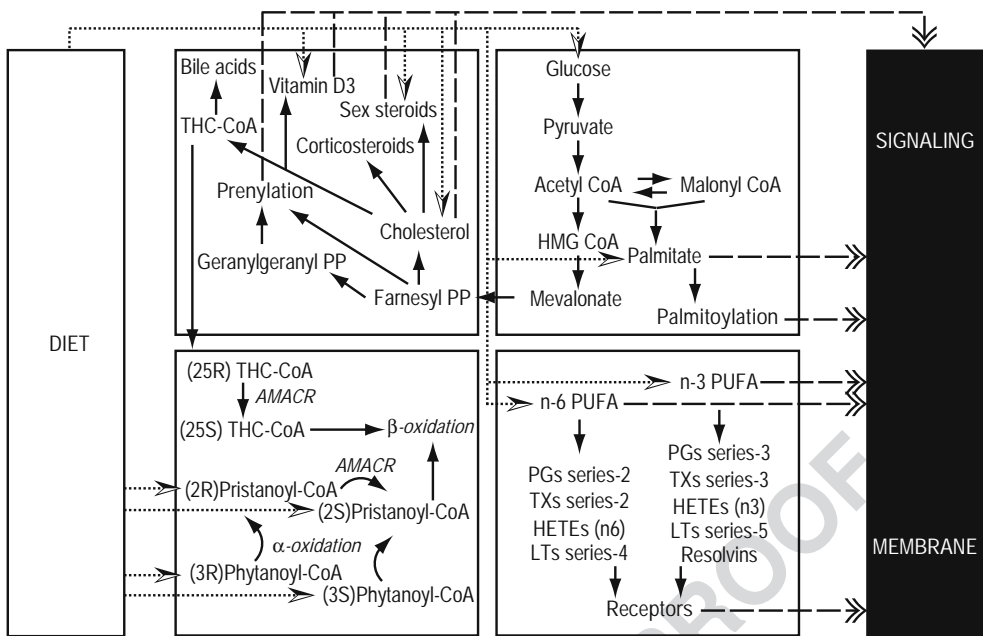 DIET
Bile acids
Vitamin D3
THC-CoA
Sex steroids
Corticosteroids
Prenylation
Cholesterol
Geranylgeranyl PP
Farnesyl PP
Glucose
Pyruvate
Acetyl CoA
Malonyl CoA
HMG CoA
Palmitate
Mevalonate
Palmitoylation
(25R) THC-CoA
AMACR
(25S) THC-CoA
β-oxidation
AMACR
(2R)Pristanoyl-CoA
(2S)Pristanoyl-CoA
α-oxidation
(3R)Phytanoyl-CoA
(3S)Phytanoyl-CoA
n-3 PUFA
n-6 PUFA
PGs series-2
TXs series-2
HETEs (n6)
LTs series-4
PGs series-3
TXs series-3
HETEs (n3)
LTs series-5
Resolvins
Receptors
SIGNALING
MEMBRANE
PROOF